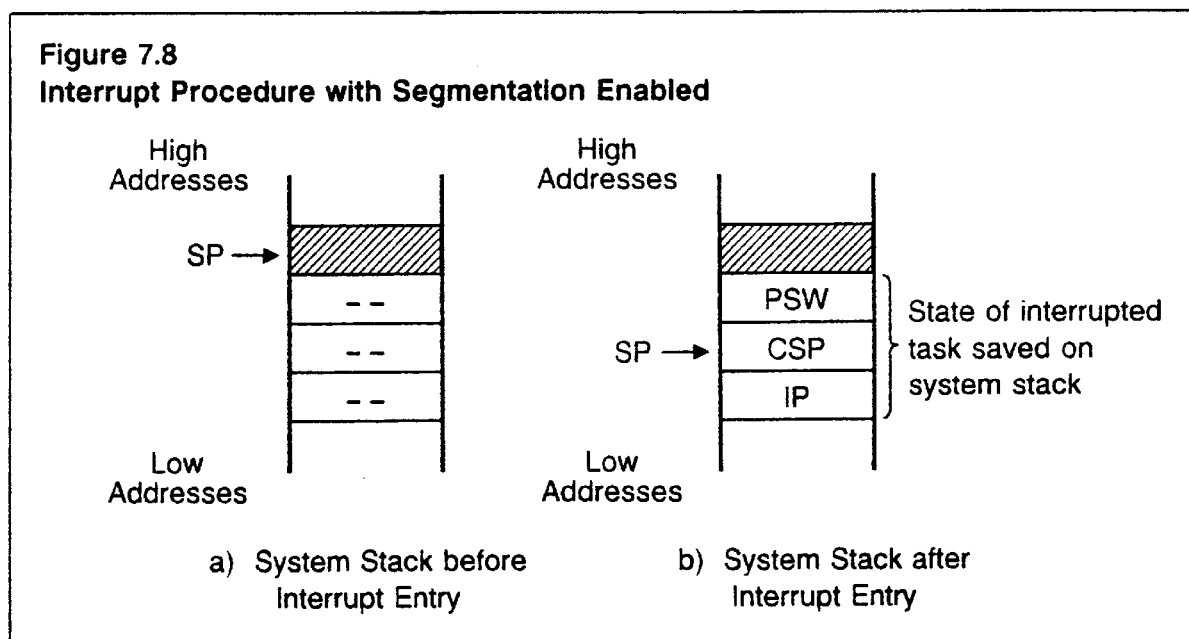 Figure 7.8
Interrupt Procedure with Segmentation Enabled
High
Addresses
SP
--
--
--
Low
Addresses
a) System Stack before
Interrupt Entry
High
Addresses
PSW
SP
CSP
IP
State of interrupted
task saved on
system stack
Low
Addresses
b) System Stack after
Interrupt Entry